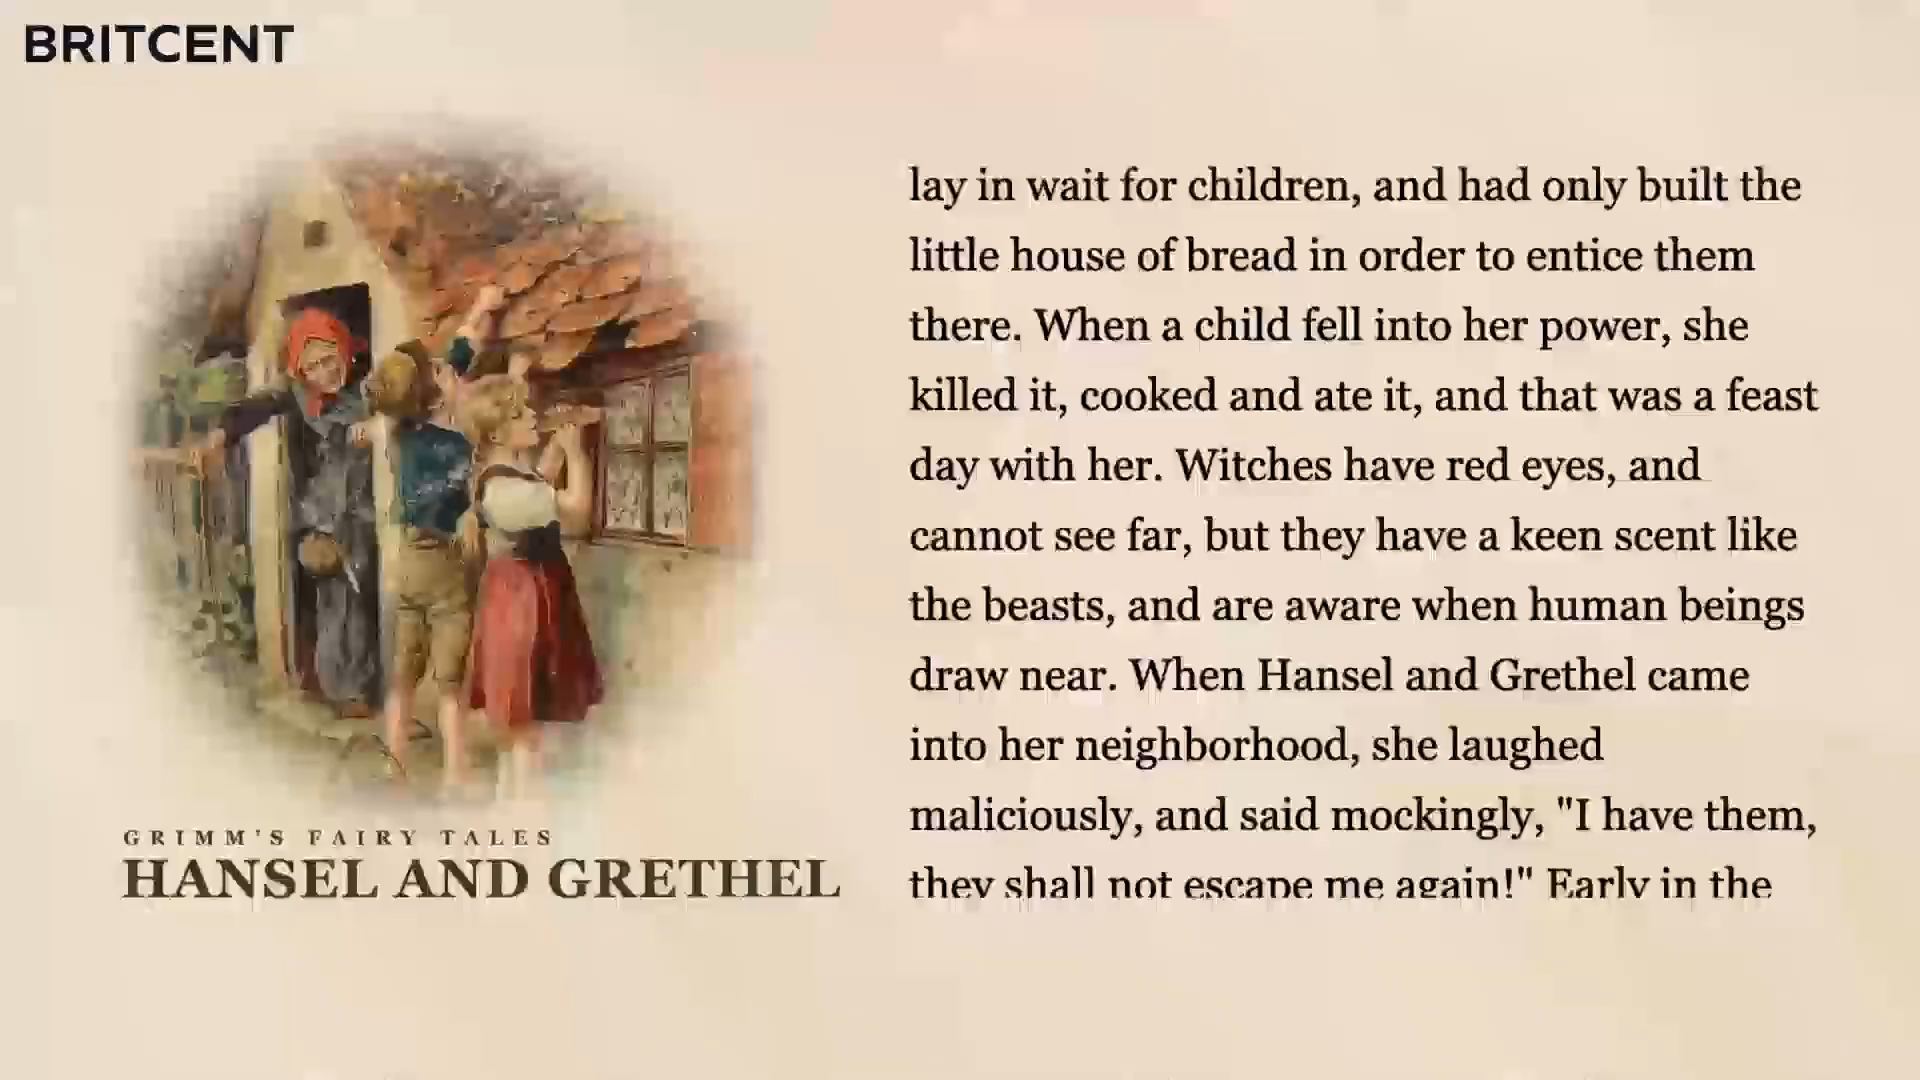 BRITCENT
GRIMM'S FAIRY TALES
HANSEL AND GRETHEL
lay in wait for children, and had only built the
little house of bread in order to entice them
there. When a child fell into her power, she
killed it, cooked and ate it, and that was a feast
day with her. Witches have red eyes, and
cannot see far, but they have a keen scent like
the beasts, and are aware when human beings
draw near. When Hansel and Grethel came
into her neighborhood, she laughed
maliciously, and said mockingly, "I have them,
they shall not escape me again!" Early in the